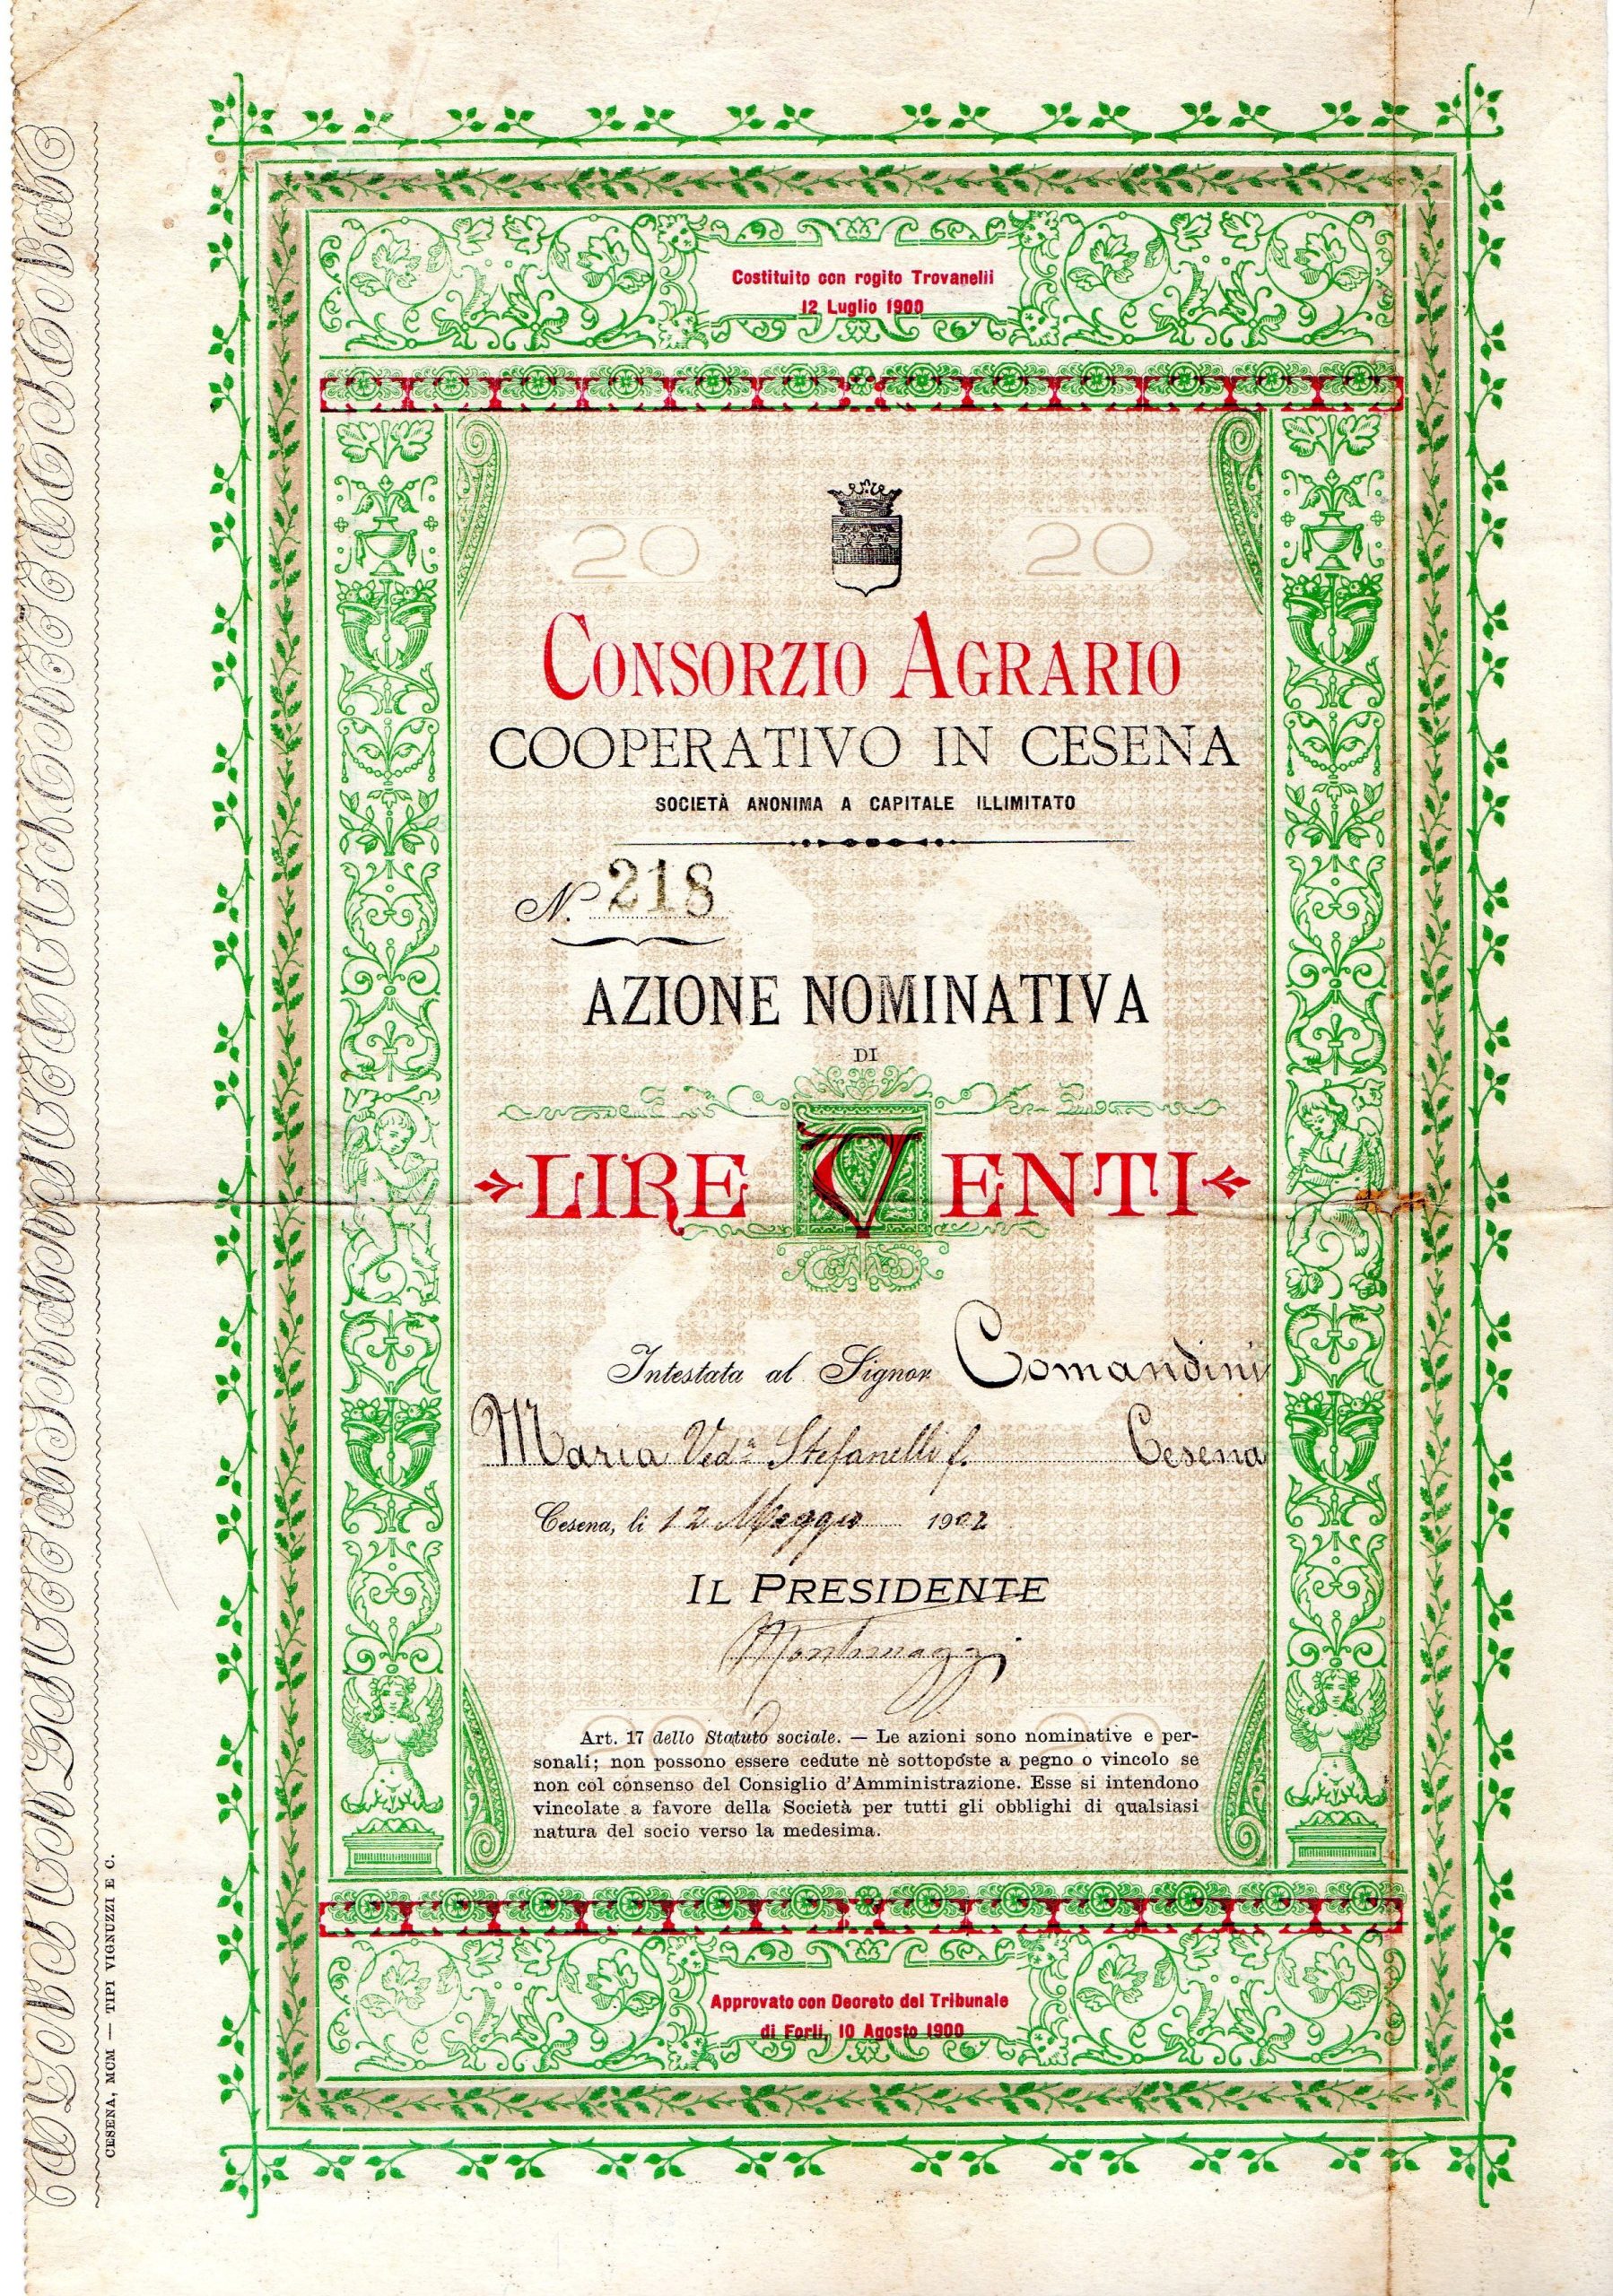 Costituito con rogito Trovanelii
12 Luglio 1900
20 20
CONSORZIO AGRARIO
COOPERATIVO IN CESENA
SOCIETÀ ANONIMA A CAPITALE ILLIMITATO
N. 218
AZIONE NOMINATIVA
DI
LIRE VENTI
20
Intestata al Signor Comandini
Maria Ved.a Stefanelli f. Cesena
Cesena, li 12 Maggio 1902
IL PRESIDENTE
Montemaggi
Art. 17 dello Statuto sociale. — Le azioni sono nominative e per-
sonali; non possono essere cedute nè sottoposte a pegno o vincolo se
non col consenso del Consiglio d'Amministrazione. Esse si intendono
vincolate a favore della Società per tutti gli obblighi di qualsiasi
natura del socio verso la medesima.
Approvato con Decreto del Tribunale
di Forlì, 10 Agosto 1900
CESENA, MCM — TIPI VIGNUZZI E C.